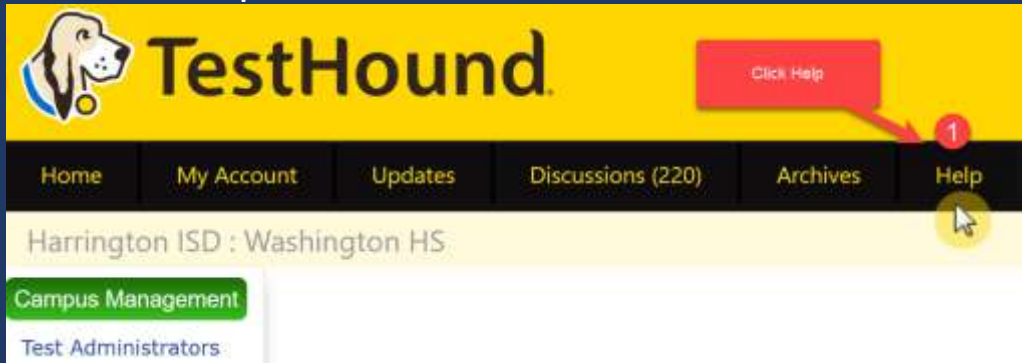 TestHound
Click Help
1
Home My Account Updates Discussions (220) Archives Help
Harrington ISD : Washington HS
Campus Management
Test Administrators